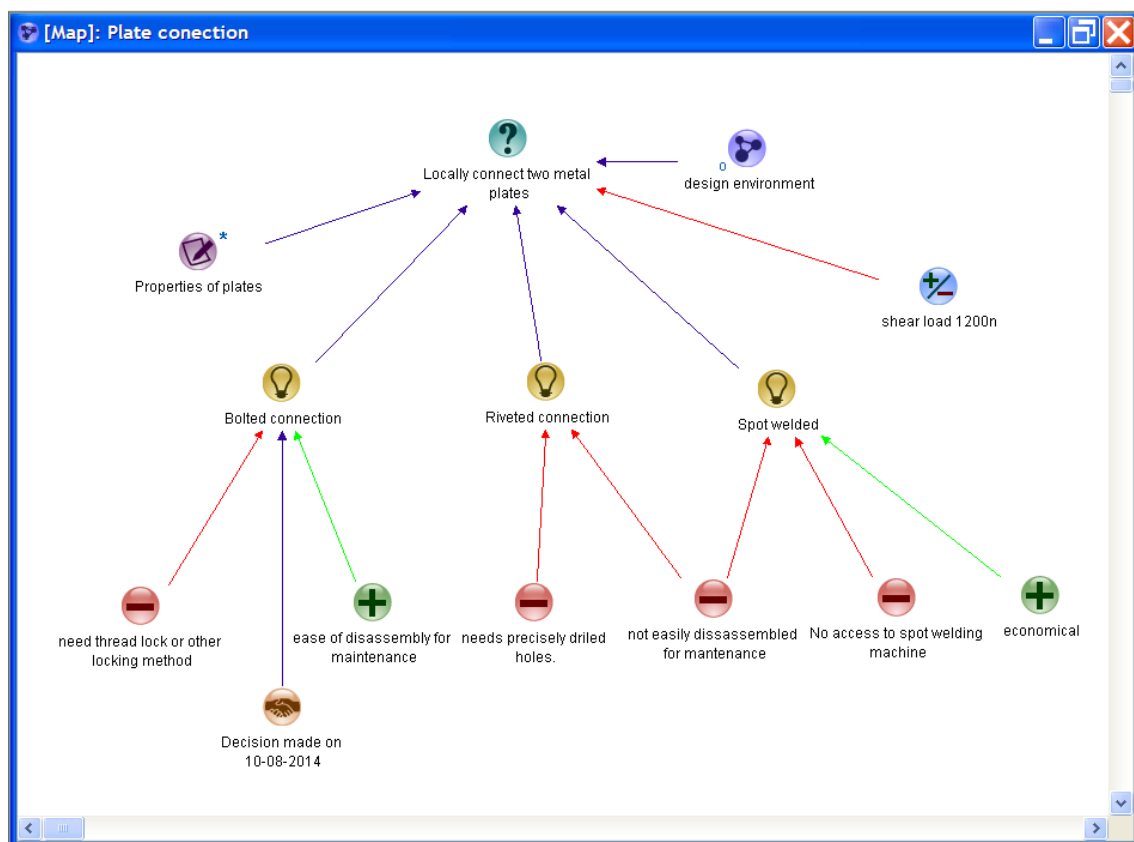 [Map]: Plate conection
Locally connect two metal
plates
o
design environment
*
Properties of plates
shear load 1200n
Bolted connection
Riveted connection
Spot welded
need thread lock or other
locking method
ease of disassembly for
maintenance
needs precisely driled
holes.
not easily dissassembled
for mantenance
No access to spot welding
machine
economical
Decision made on
10-08-2014